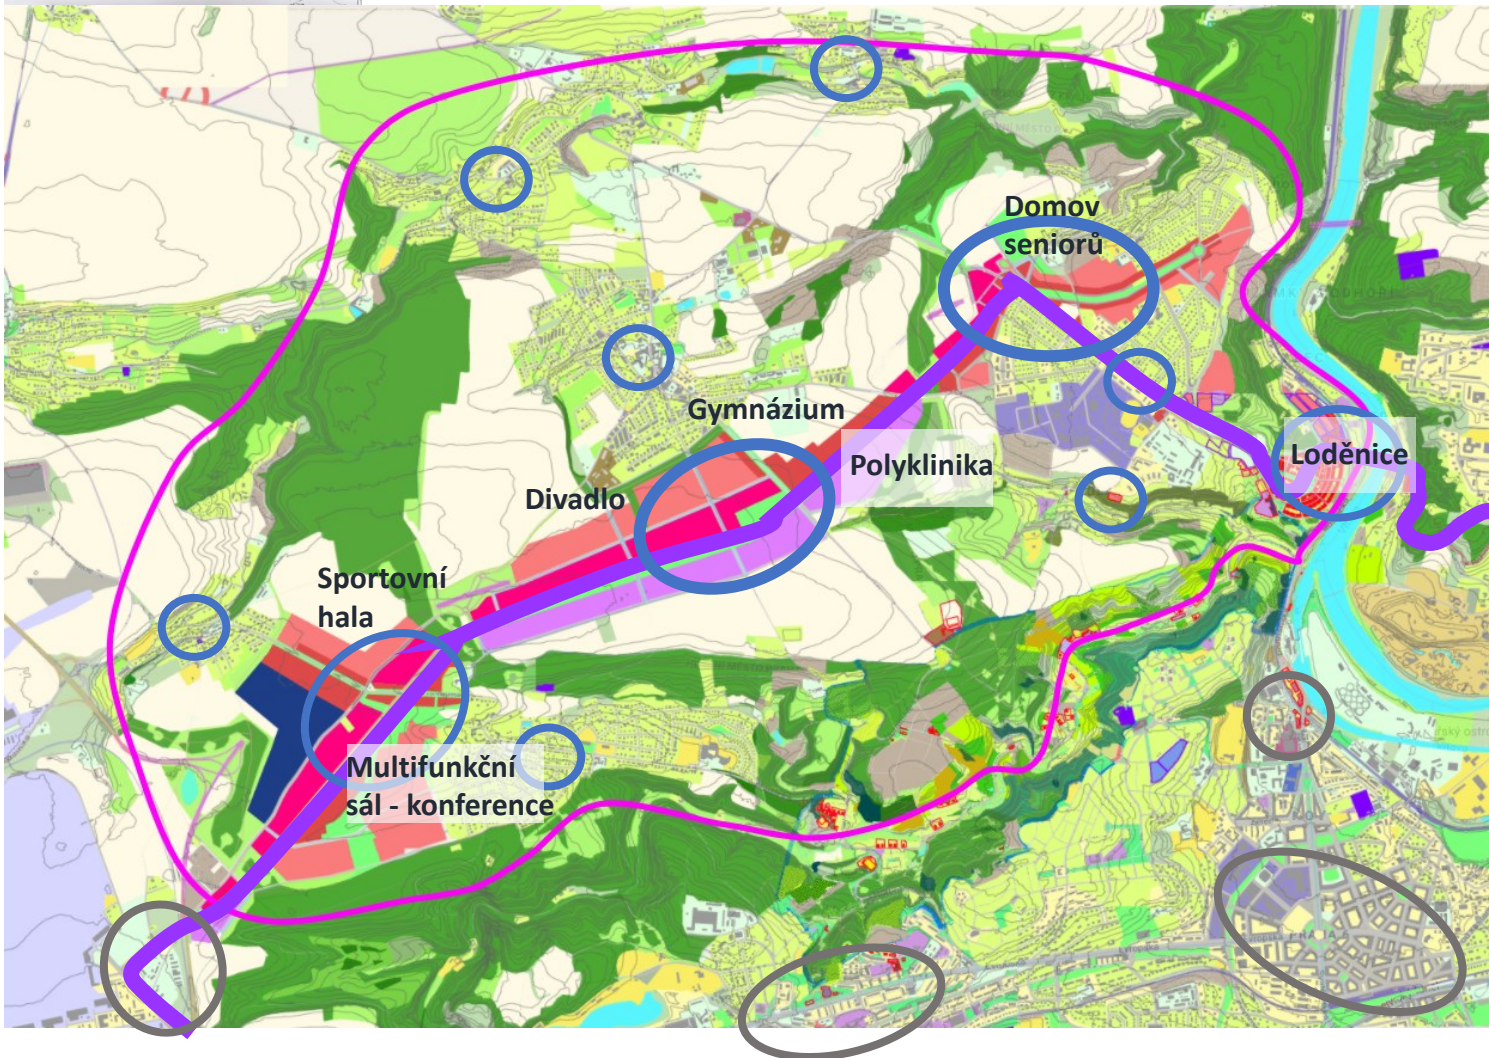 Domov
seniorů
Gymnázium
Polyklinika
Loděnice
Divadlo
Sportovní
hala
Multifunkční
sál - konference